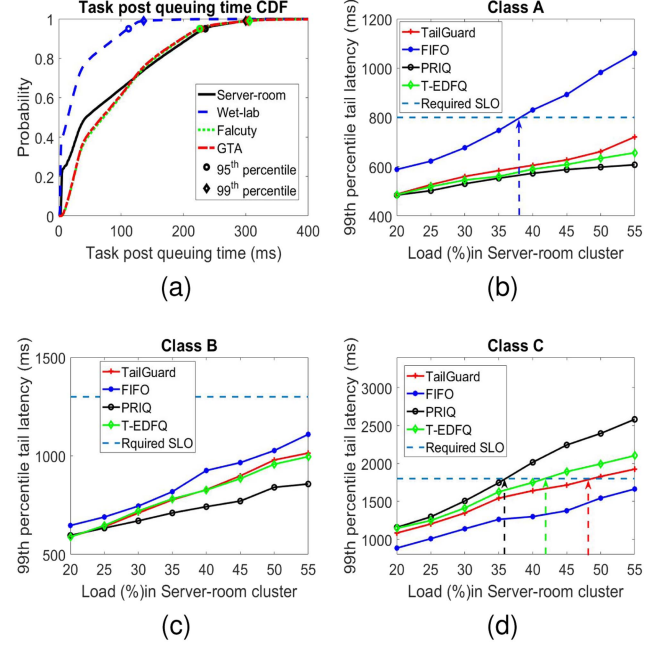 Task post queuing time CDF
Probability
1
0.8
0.6
0.4
0.2
0
Server-room
Wet-lab
Falcuty
GTA
95th percentile
99th percentile
0 100 200 300 400
Task post queuing time (ms)
(a)
Class A
99th percentile tail latency (ms)
1200
1000
800
600
400
TailGuard
FIFO
PRIQ
T-EDFQ
Required SLO
20 25 30 35 40 45 50 55
Load (%)in Server-room cluster
(b)
Class B
99th percentile tail latency (ms)
1500
1000
500
TailGuard
FIFO
PRIQ
T-EDFQ
Rquired SLO
20 25 30 35 40 45 50 55
Load (%)in Server-room cluster
(c)
Class C
99th percentile tail latency (ms)
3000
2500
2000
1500
1000
TailGuard
FIFO
PRIQ
T-EDFQ
Required SLO
20 25 30 35 40 45 50 55
Load (%)in Server-room cluster
(d)